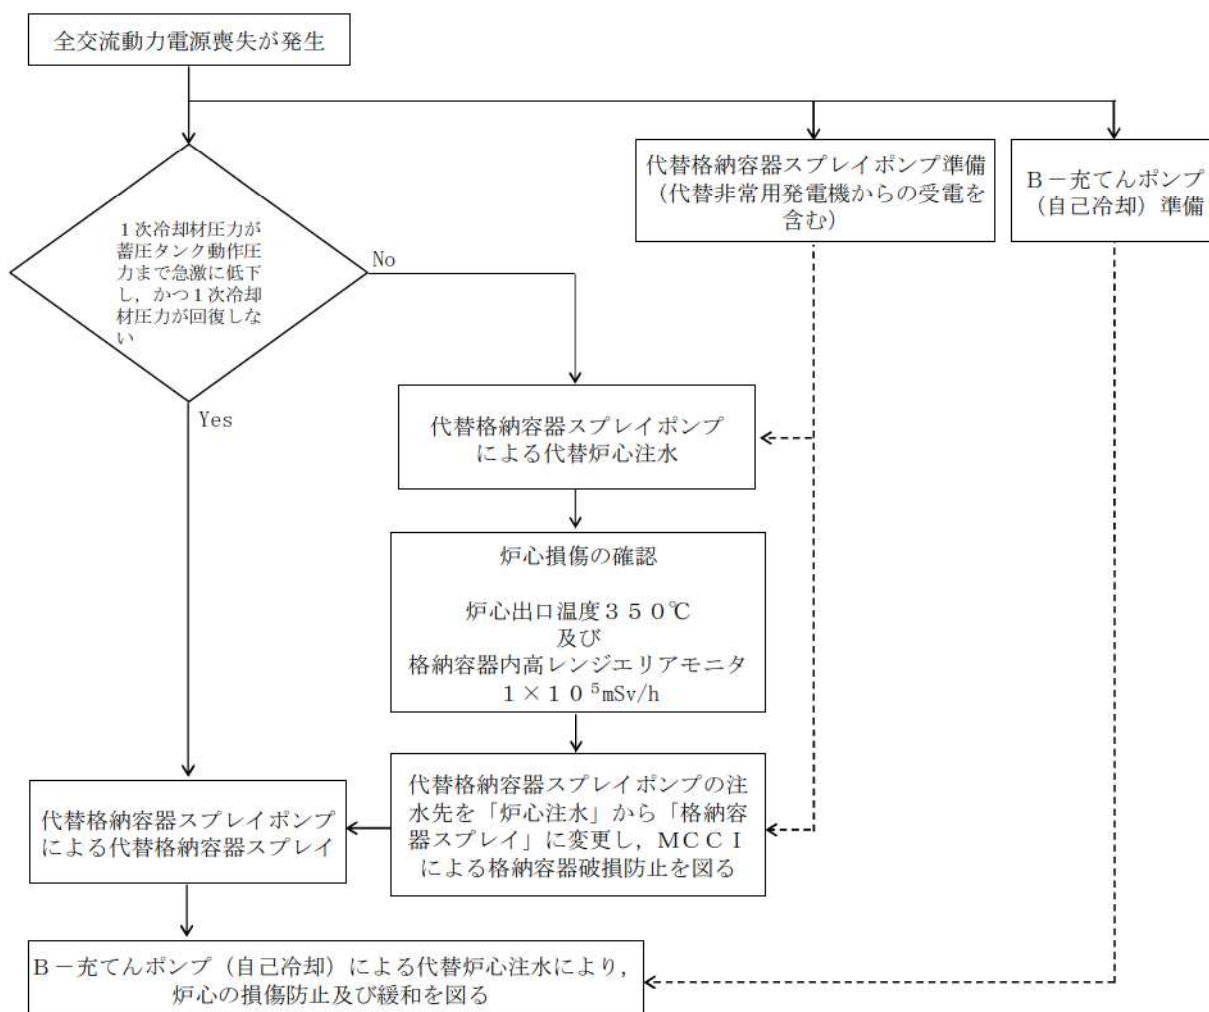 全交流動力電源喪失が発生
代替格納容器スプレイポンプ準備
（代替非常用発電機からの受電を
含む）
Ｂ－充てんポンプ
（自己冷却）準備
１次冷却材圧力が
蓄圧タンク動作圧
力まで急激に低下
し，かつ１次冷却
材圧力が回復しな
い
No
Yes
代替格納容器スプレイポンプ
による代替炉心注水
炉心損傷の確認
炉心出口温度３５０℃
及び
格納容器内高レンジエリアモニタ
１×１０⁵mSv/h
代替格納容器スプレイポンプの注
水先を「炉心注水」から「格納容
器スプレイ」に変更し，ＭＣＣＩ
による格納容器破損防止を図る
代替格納容器スプレイポンプ
による代替格納容器スプレイ
Ｂ－充てんポンプ（自己冷却）による代替炉心注水により，
炉心の損傷防止及び緩和を図る